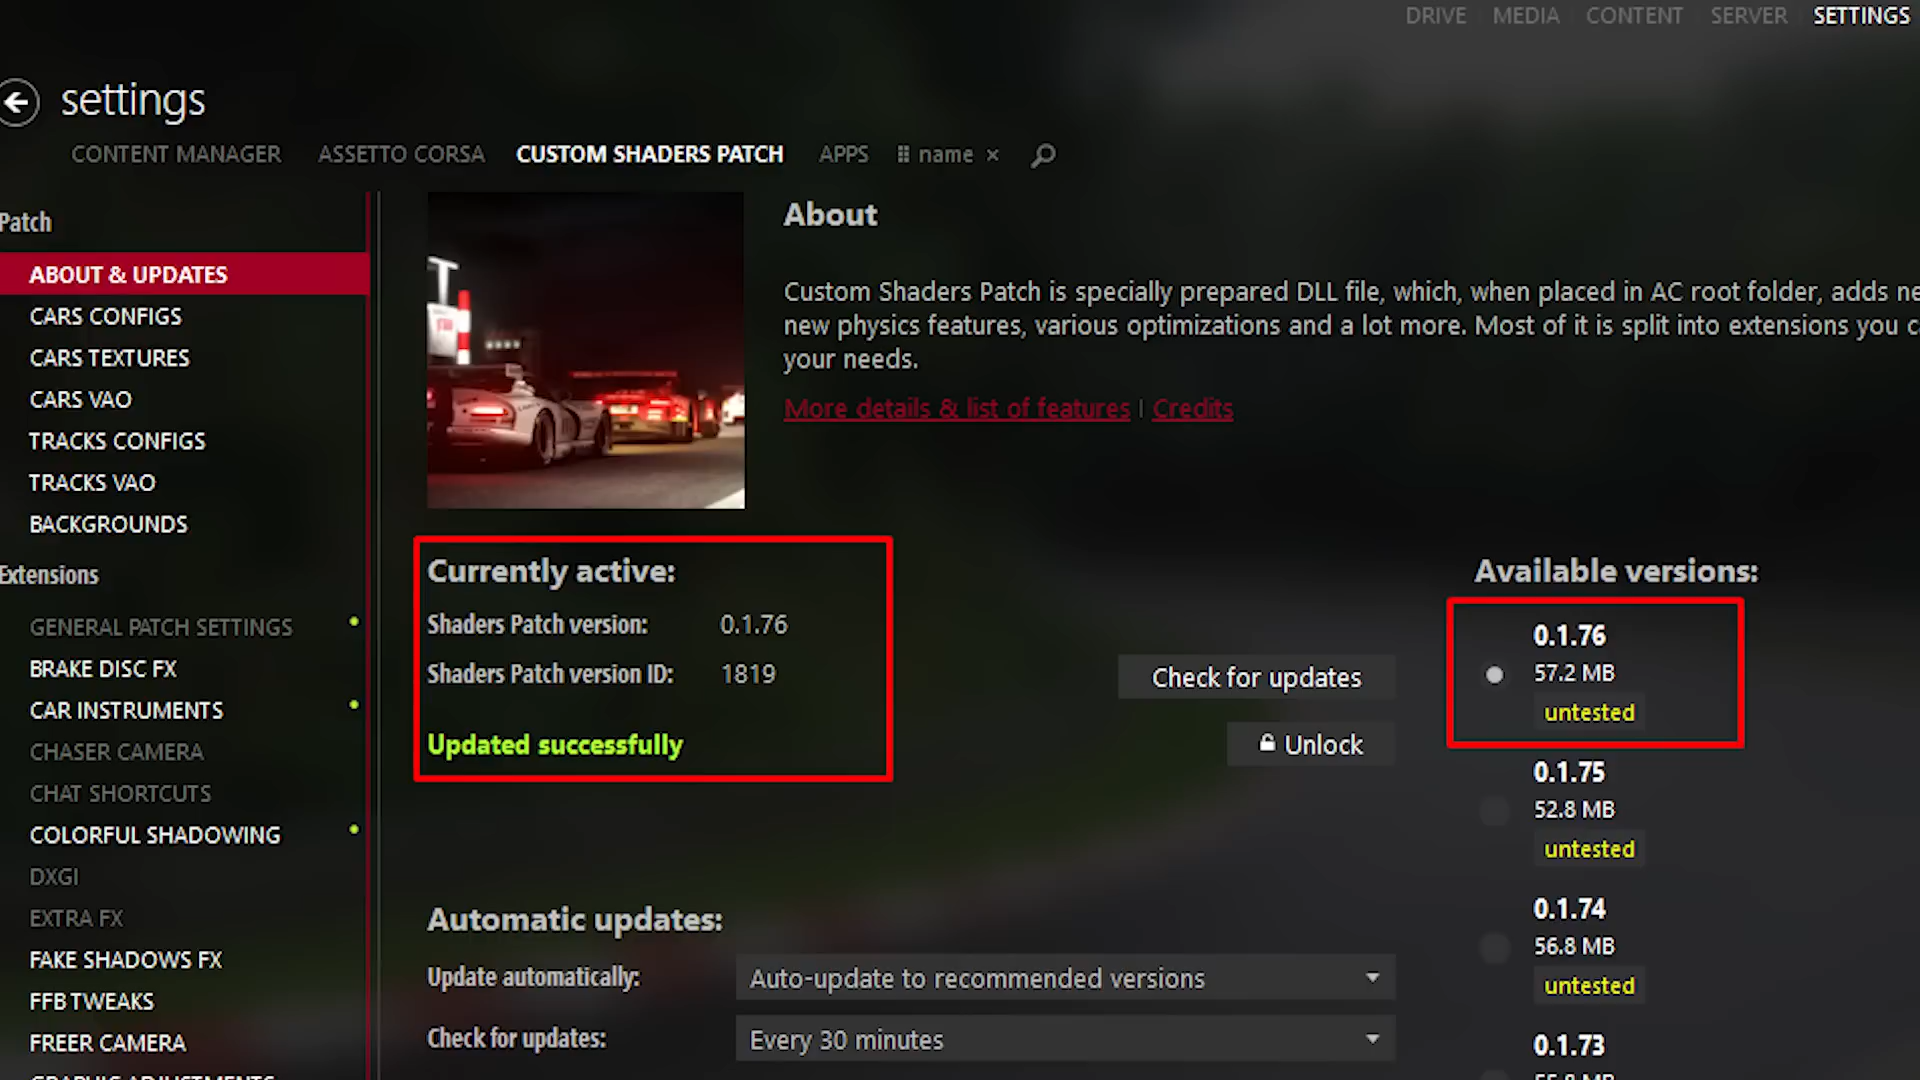 DRIVE MEDIA CONTENT SERVER SETTINGS
settings
CONTENT MANAGER ASSETTO CORSA CUSTOM SHADERS PATCH APPS name ×
Patch
ABOUT & UPDATES
CARS CONFIGS
CARS TEXTURES
CARS VAO
TRACKS CONFIGS
TRACKS VAO
BACKGROUNDS
Extensions
GENERAL PATCH SETTINGS
BRAKE DISC FX
CAR INSTRUMENTS
CHASER CAMERA
CHAT SHORTCUTS
COLORFUL SHADOWING
DXGI
EXTRA FX
FAKE SHADOWS FX
FFB TWEAKS
FREER CAMERA
GRAPHIC ADJUSTMENTS
About
Custom Shaders Patch is specially prepared DLL file, which, when placed in AC root folder, adds ne
new physics features, various optimizations and a lot more. Most of it is split into extensions you ca
your needs.
More details & list of features | Credits
Currently active:
Shaders Patch version: 0.1.76
Shaders Patch version ID: 1819
Updated successfully
Check for updates
Unlock
Automatic updates:
Update automatically: Auto-update to recommended versions
Check for updates: Every 30 minutes
Available versions:
0.1.76
57.2 MB
untested
0.1.75
52.8 MB
untested
0.1.74
56.8 MB
untested
0.1.73